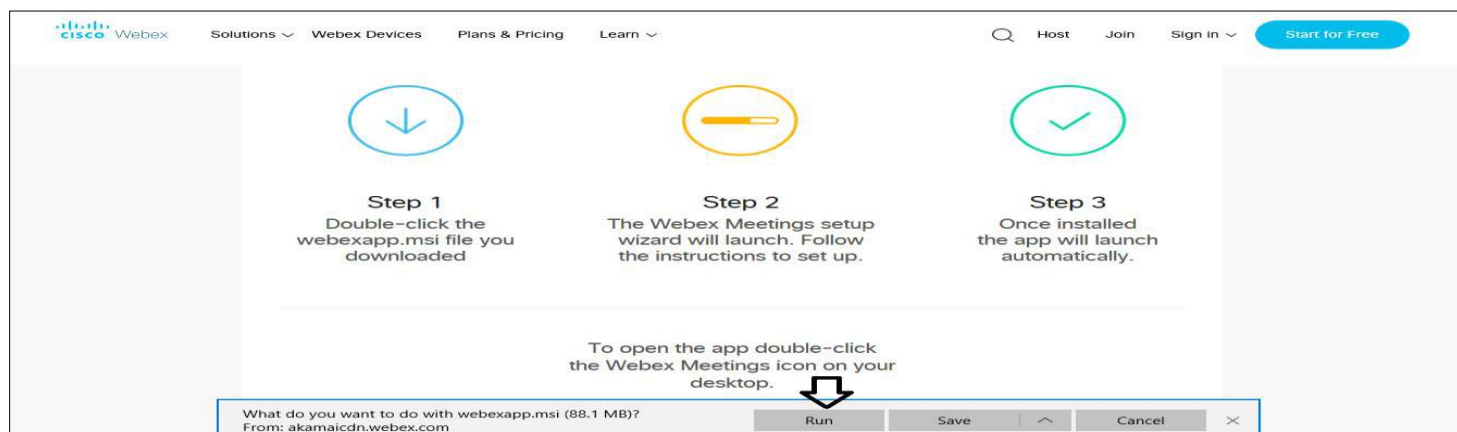 CISCO Webex Solutions Webex Devices Plans & Pricing Learn Host Join Sign in Start for Free
Step 1
Double-click the
webexapp.msi file you
downloaded
Step 2
The Webex Meetings setup
wizard will launch. Follow
the instructions to set up.
Step 3
Once installed
the app will launch
automatically.
To open the app double-click
the Webex Meetings icon on your
desktop.
What do you want to do with webexapp.msi (88.1 MB)?
From: akamaicdn.webex.com
Run Save Cancel